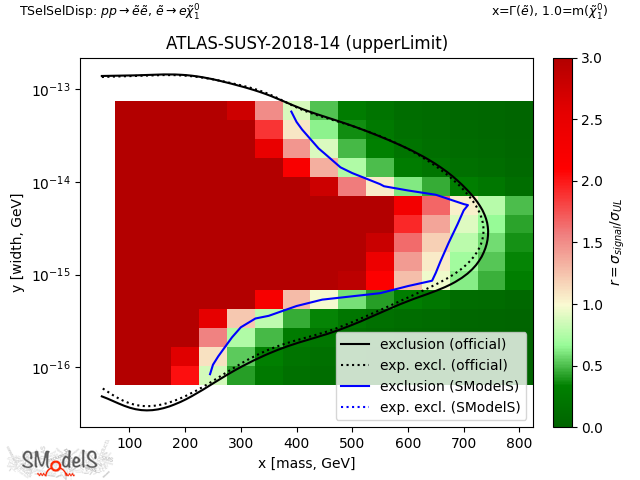 TSelSelDisp: pp → ẽẽ, ẽ → eχ̃₁⁰
x=Γ(ẽ), 1.0=m(χ̃₁⁰)
ATLAS-SUSY-2018-14 (upperLimit)
y [width, GeV]
10⁻¹³
10⁻¹⁴
10⁻¹⁵
10⁻¹⁶
exclusion (official)
exp. excl. (official)
exclusion (SModelS)
exp. excl. (SModelS)
100 200 300 400 500 600 700 800
x [mass, GeV]
3.0
2.5
2.0
1.5
1.0
0.5
0.0
r = σsignal/σUL
SModelS